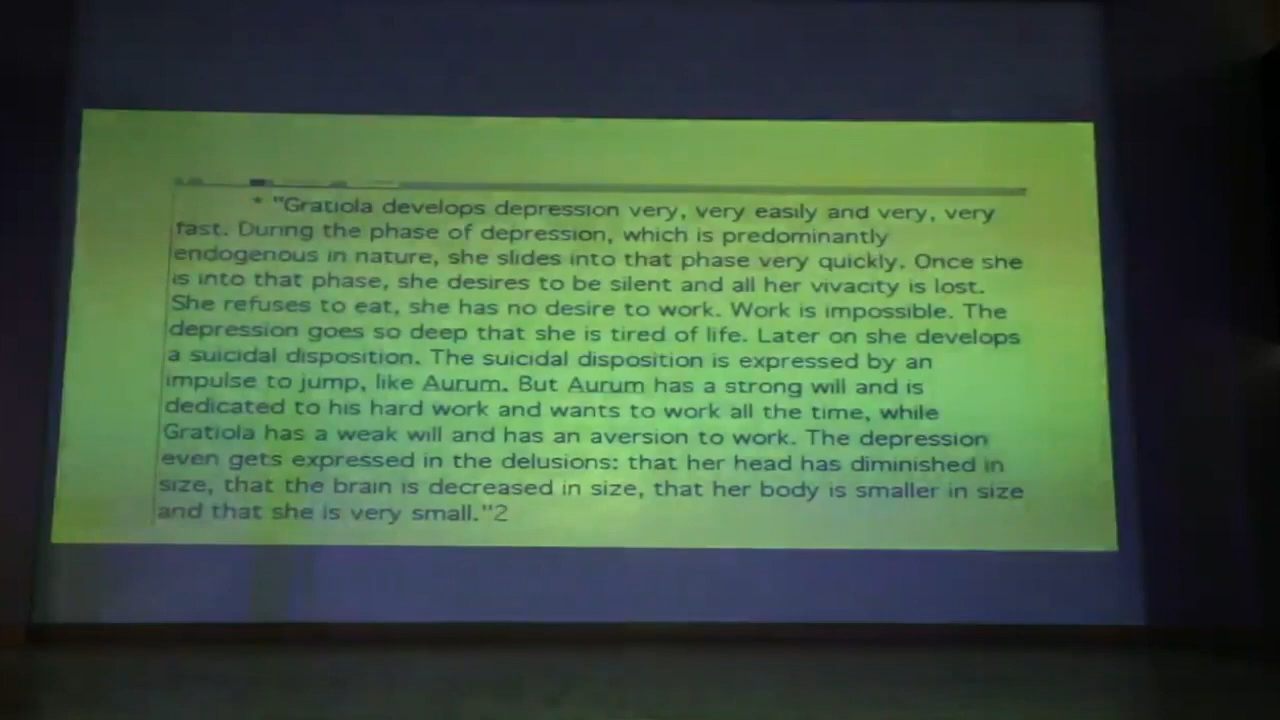 * "Gratiola develops depression very, very easily and very, very
fast. During the phase of depression, which is predominantly
endogenous in nature, she slides into that phase very quickly. Once she
is into that phase, she desires to be silent and all her vivacity is lost.
She refuses to eat, she has no desire to work. Work is impossible. The
depression goes so deep that she is tired of life. Later on she develops
a suicidal disposition. The suicidal disposition is expressed by an
impulse to jump, like Aurum. But Aurum has a strong will and is
dedicated to his hard work and wants to work all the time, while
Gratiola has a weak will and has an aversion to work. The depression
even gets expressed in the delusions: that her head has diminished in
size, that the brain is decreased in size, that her body is smaller in size
and that she is very small."2